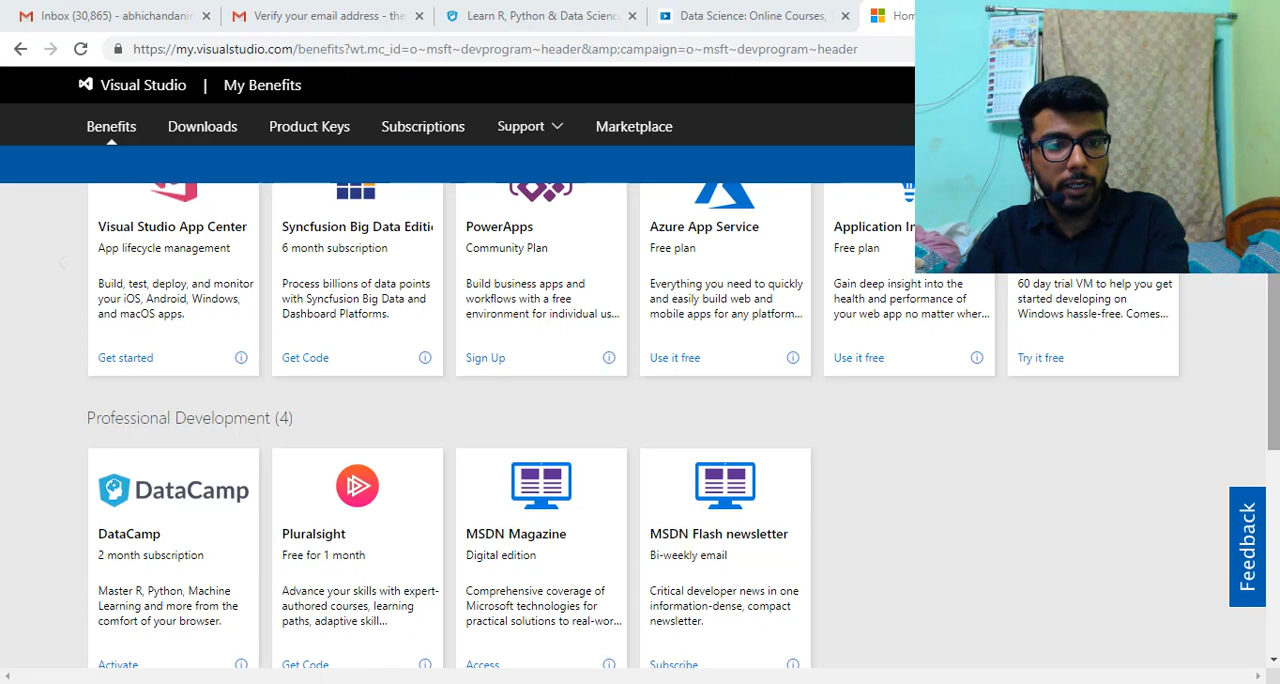 Inbox (30,865) - abhichandanir
Verify your email address - the
Learn R, Python & Data Scienc
Data Science: Online Courses,
Hom
https://my.visualstudio.com/benefits?wt.mc_id=o~msft~devprogram~header&amp;campaign=o~msft~devprogram~header
Visual Studio | My Benefits
Benefits
Downloads
Product Keys
Subscriptions
Support
Marketplace
Visual Studio App Center
App lifecycle management
Build, test, deploy, and monitor
your iOS, Android, Windows,
and macOS apps.
Get started
Syncfusion Big Data Editi
6 month subscription
Process billions of data points
with Syncfusion Big Data and
Dashboard Platforms.
Get Code
PowerApps
Community Plan
Build business apps and
workflows with a free
environment for individual us...
Sign Up
Azure App Service
Free plan
Everything you need to quickly
and easily build web and
mobile apps for any platform...
Use it free
Application In
Free plan
Gain deep insight into the
health and performance of
your web app no matter wher...
Use it free
60 day trial VM to help you get
started developing on
Windows hassle-free. Comes...
Try it free
Professional Development (4)
DataCamp
DataCamp
2 month subscription
Master R, Python, Machine
Learning and more from the
comfort of your browser.
Activate
Pluralsight
Free for 1 month
Advance your skills with expert-
authored courses, learning
paths, adaptive skill...
Get Code
MSDN Magazine
Digital edition
Comprehensive coverage of
Microsoft technologies for
practical solutions to real-wor...
Access
MSDN Flash newsletter
Bi-weekly email
Critical developer news in one
information-dense, compact
newsletter.
Subscribe
Feedback